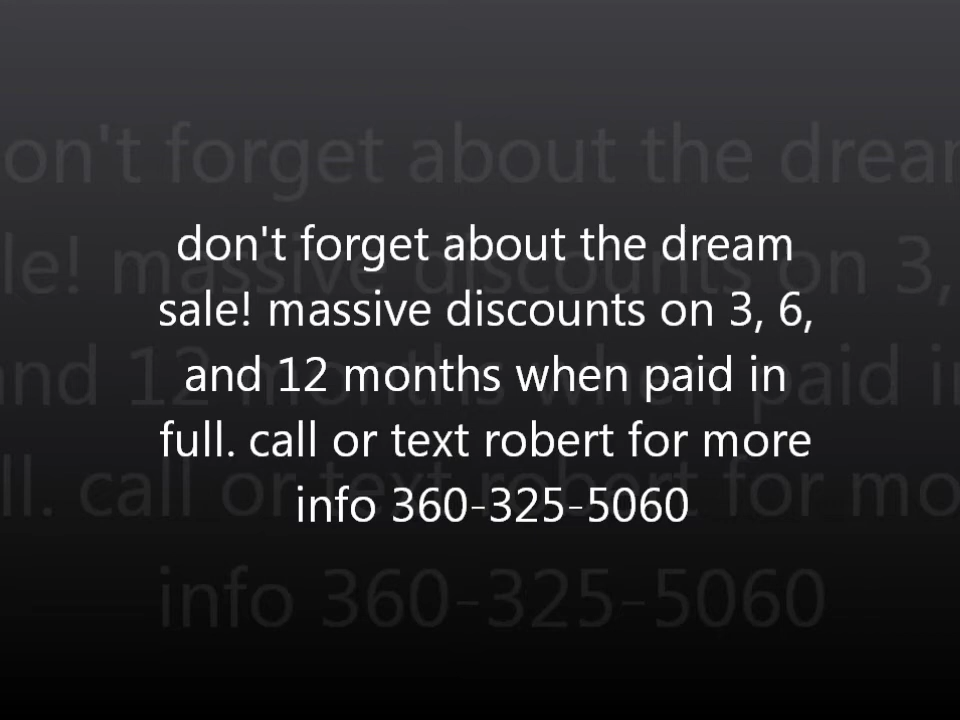 don't forget about the dream
sale! massive discounts on 3, 6,
and 12 months when paid in
full. call or text robert for more
info 360-325-5060